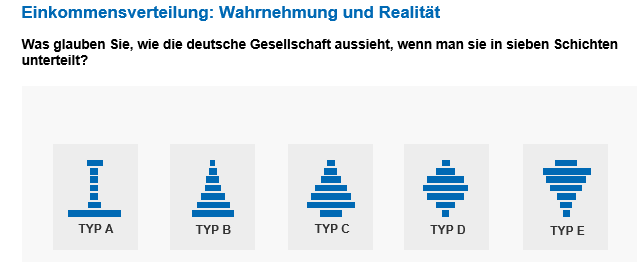 Einkommensverteilung: Wahrnehmung und Realität
Was glauben Sie, wie die deutsche Gesellschaft aussieht, wenn man sie in sieben Schichten
unterteilt?
TYP A
TYP B
TYP C
TYP D
TYP E